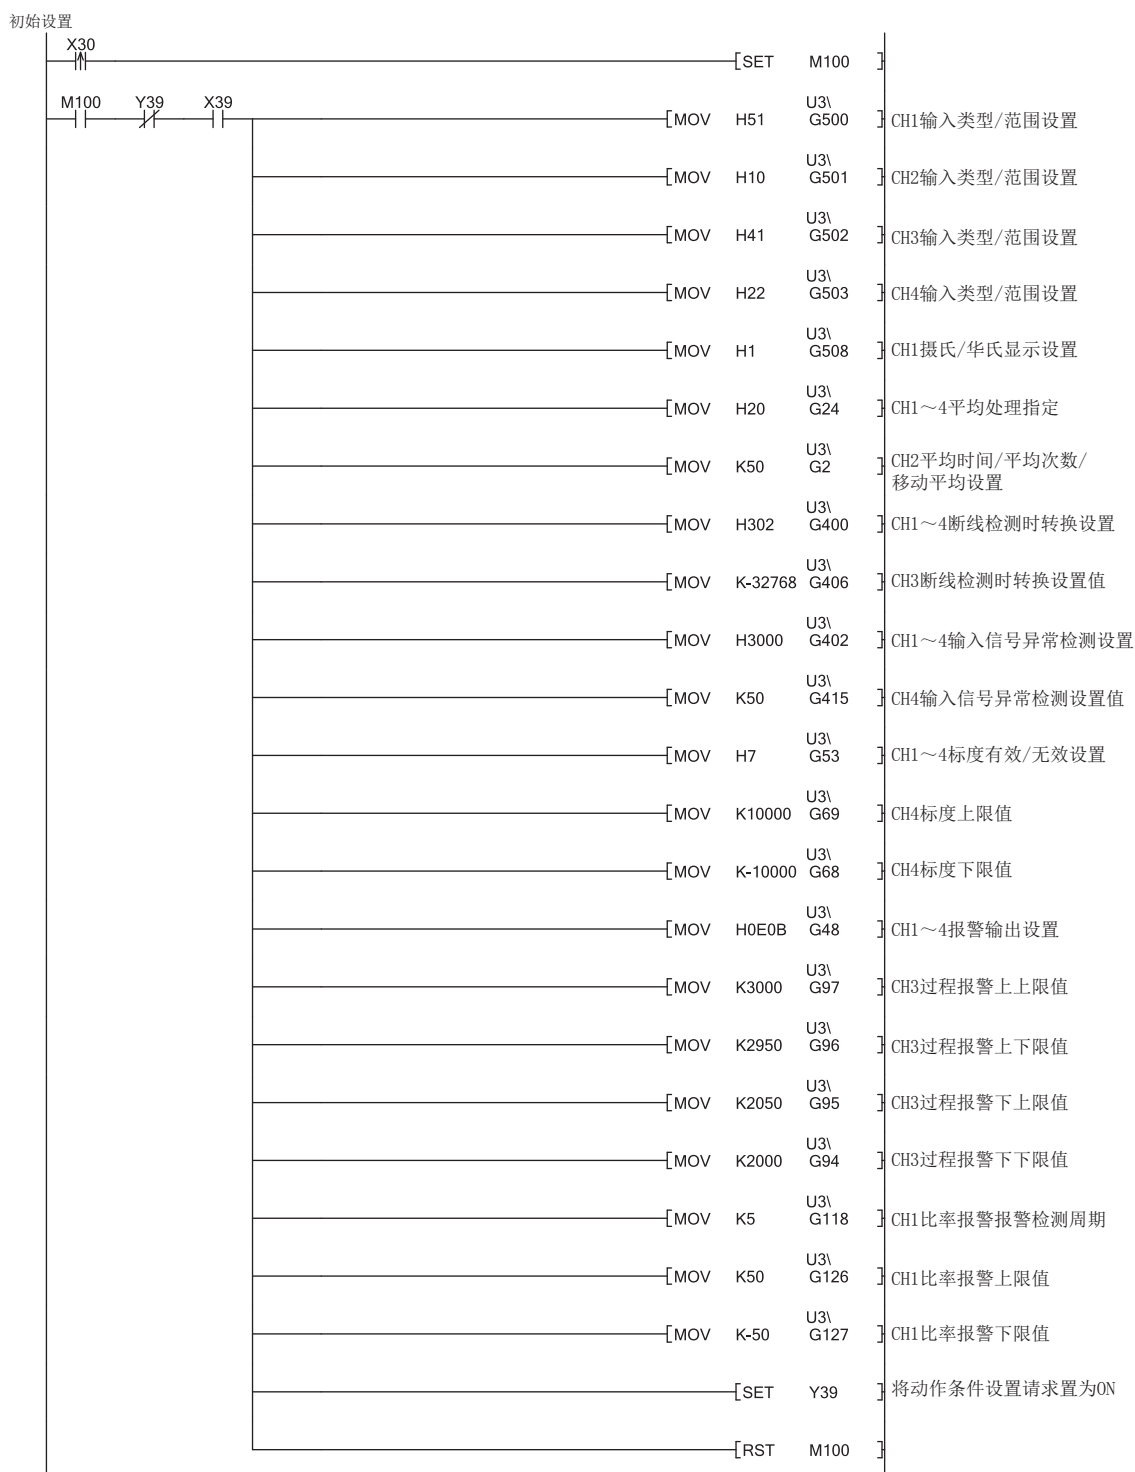 初始设置
X30
SET M100
M100 Y39 X39
U3\
MOV H51 G500 CH1输入类型/范围设置
U3\
MOV H10 G501 CH2输入类型/范围设置
U3\
MOV H41 G502 CH3输入类型/范围设置
U3\
MOV H22 G503 CH4输入类型/范围设置
U3\
MOV H1 G508 CH1摄氏/华氏显示设置
U3\
MOV H20 G24 CH1～4平均处理指定
U3\
MOV K50 G2 CH2平均时间/平均次数/
移动平均设置
U3\
MOV H302 G400 CH1～4断线检测时转换设置
U3\
MOV K-32768 G406 CH3断线检测时转换设置值
U3\
MOV H3000 G402 CH1～4输入信号异常检测设置
U3\
MOV K50 G415 CH4输入信号异常检测设置值
U3\
MOV H7 G53 CH1～4标度有效/无效设置
U3\
MOV K10000 G69 CH4标度上限值
U3\
MOV K-10000 G68 CH4标度下限值
U3\
MOV H0E0B G48 CH1～4报警输出设置
U3\
MOV K3000 G97 CH3过程报警上上限值
U3\
MOV K2950 G96 CH3过程报警上下限值
U3\
MOV K2050 G95 CH3过程报警下上限值
U3\
MOV K2000 G94 CH3过程报警下下限值
U3\
MOV K5 G118 CH1比率报警报警检测周期
U3\
MOV K50 G126 CH1比率报警上限值
U3\
MOV K-50 G127 CH1比率报警下限值
SET Y39 将动作条件设置请求置为ON
RST M100